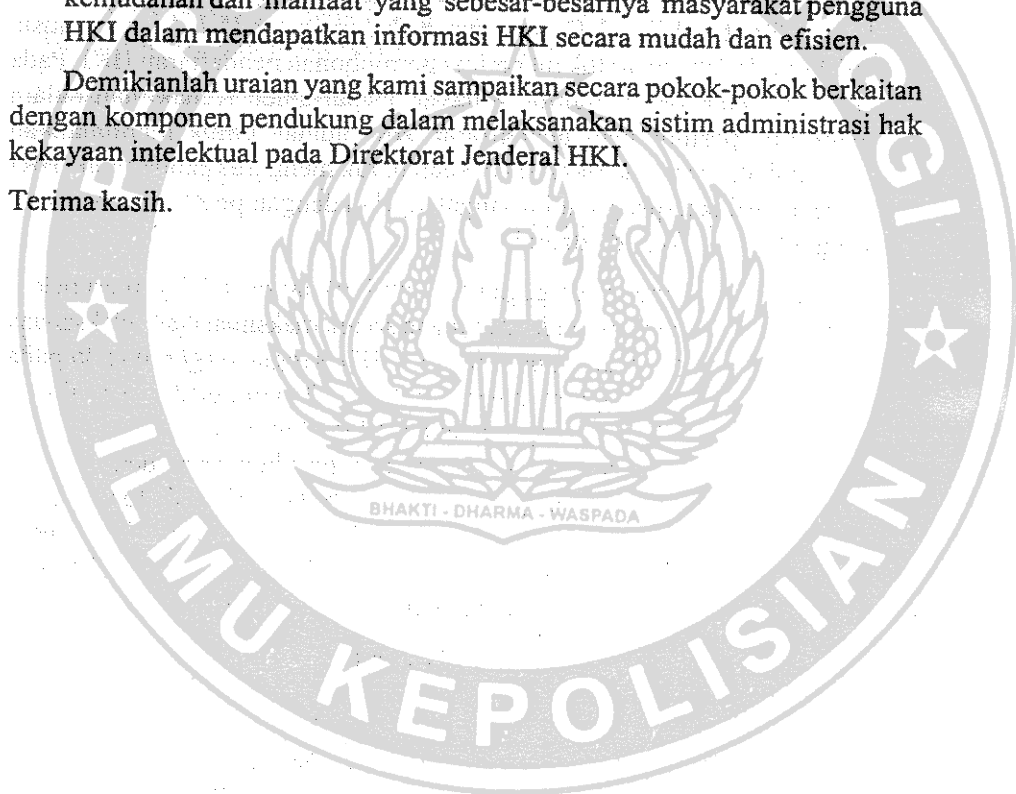 kemudahan dan manfaat yang sebesar-besarnya masyarakat pengguna
HKI dalam mendapatkan informasi HKI secara mudah dan efisien.
Demikianlah uraian yang kami sampaikan secara pokok-pokok berkaitan
dengan komponen pendukung dalam melaksanakan sistim administrasi hak
kekayaan intelektual pada Direktorat Jenderal HKI.
Terima kasih.
BHAKTI - DHARMA - WASPADA
ILMU KEPOLISIAN